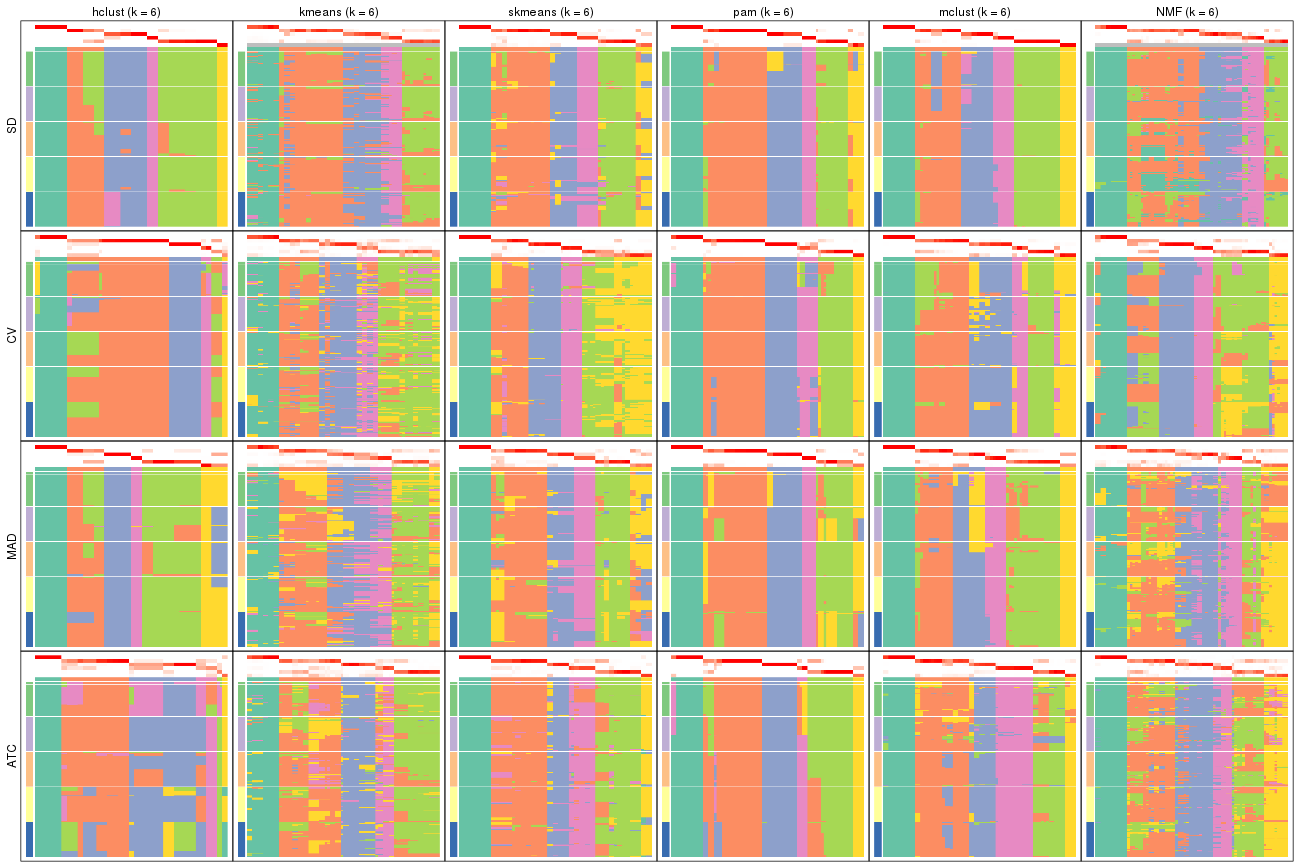 hclust (k = 6) kmeans (k = 6) skmeans (k = 6) pam (k = 6) mclust (k = 6) NMF (k = 6)
SD
CV
MAD
ATC